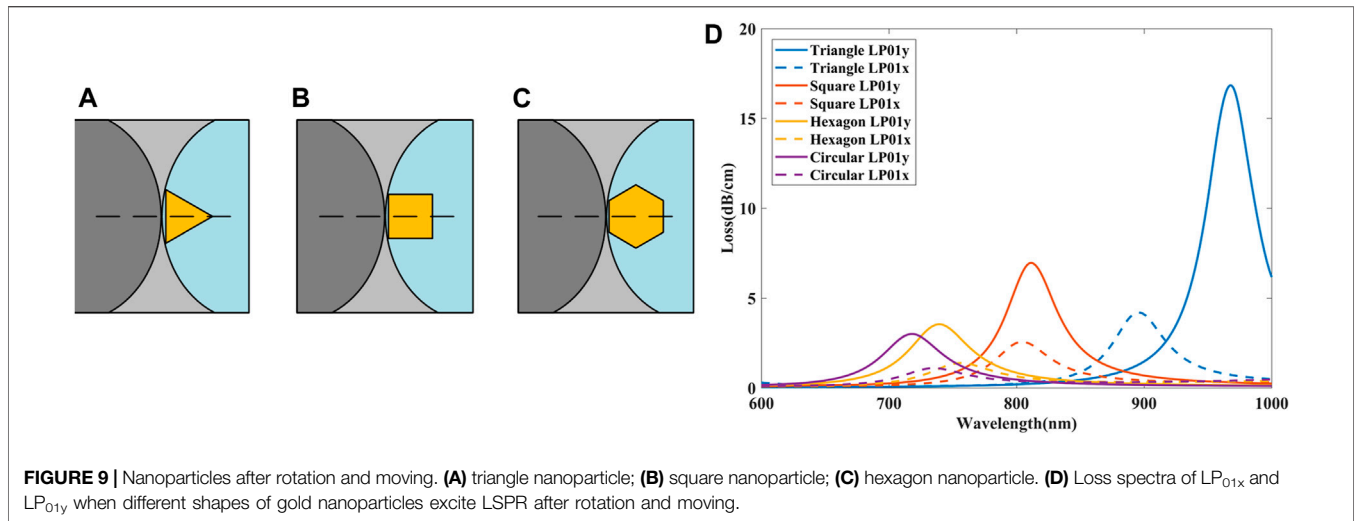 A
B
C
D
20
15
10
5
0
Loss(dB/cm)
Triangle LP01y
Triangle LP01x
Square LP01y
Square LP01x
Hexagon LP01y
Hexagon LP01x
Circular LP01y
Circular LP01x
600 700 800 900 1000
Wavelength(nm)
FIGURE 9 | Nanoparticles after rotation and moving. (A) triangle nanoparticle; (B) square nanoparticle; (C) hexagon nanoparticle. (D) Loss spectra of LP01x and
LP01y when different shapes of gold nanoparticles excite LSPR after rotation and moving.